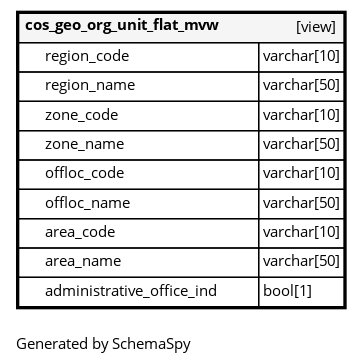 cos_geo_org_unit_flat_mvw [view]
region_code varchar[10]
region_name varchar[50]
zone_code varchar[10]
zone_name varchar[50]
offloc_code varchar[10]
offloc_name varchar[50]
area_code varchar[10]
area_name varchar[50]
administrative_office_ind bool[1]
Generated by SchemaSpy